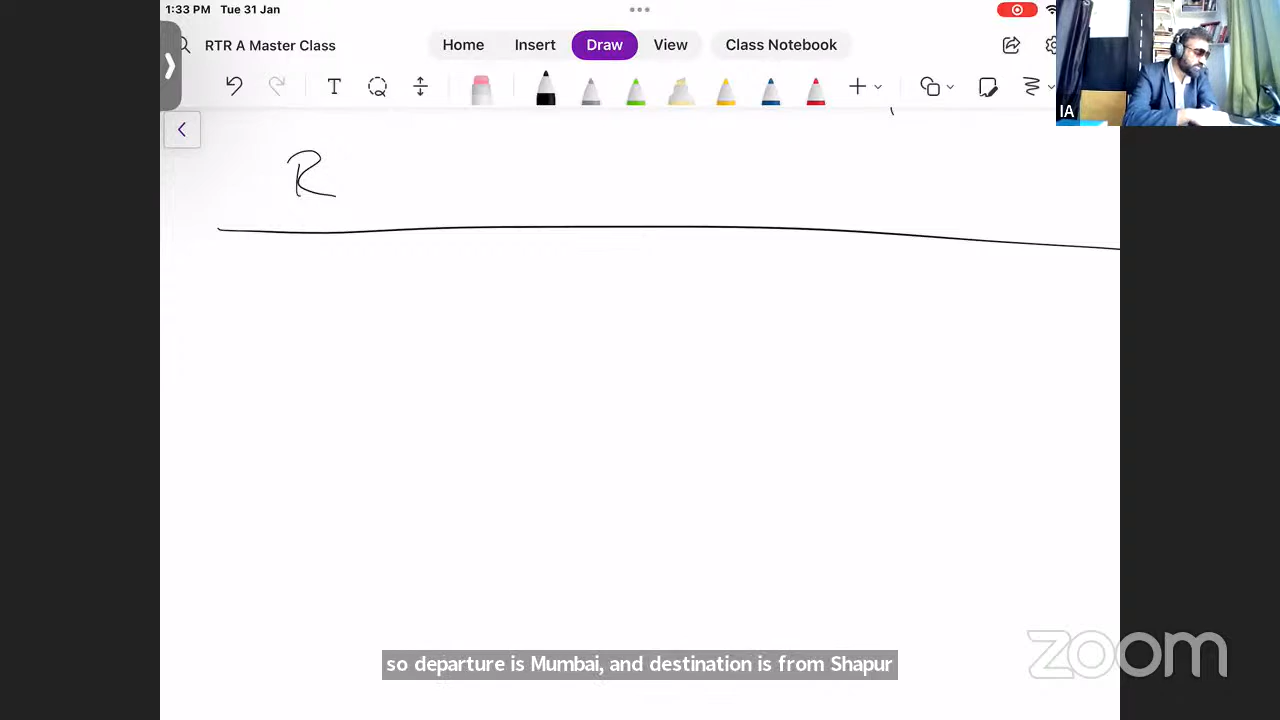 1:33 PM Tue 31 Jan
RTR A Master Class
Home Insert Draw View Class Notebook
T
IA
R
so departure is Mumbai, and destination is from Shapur
zoom